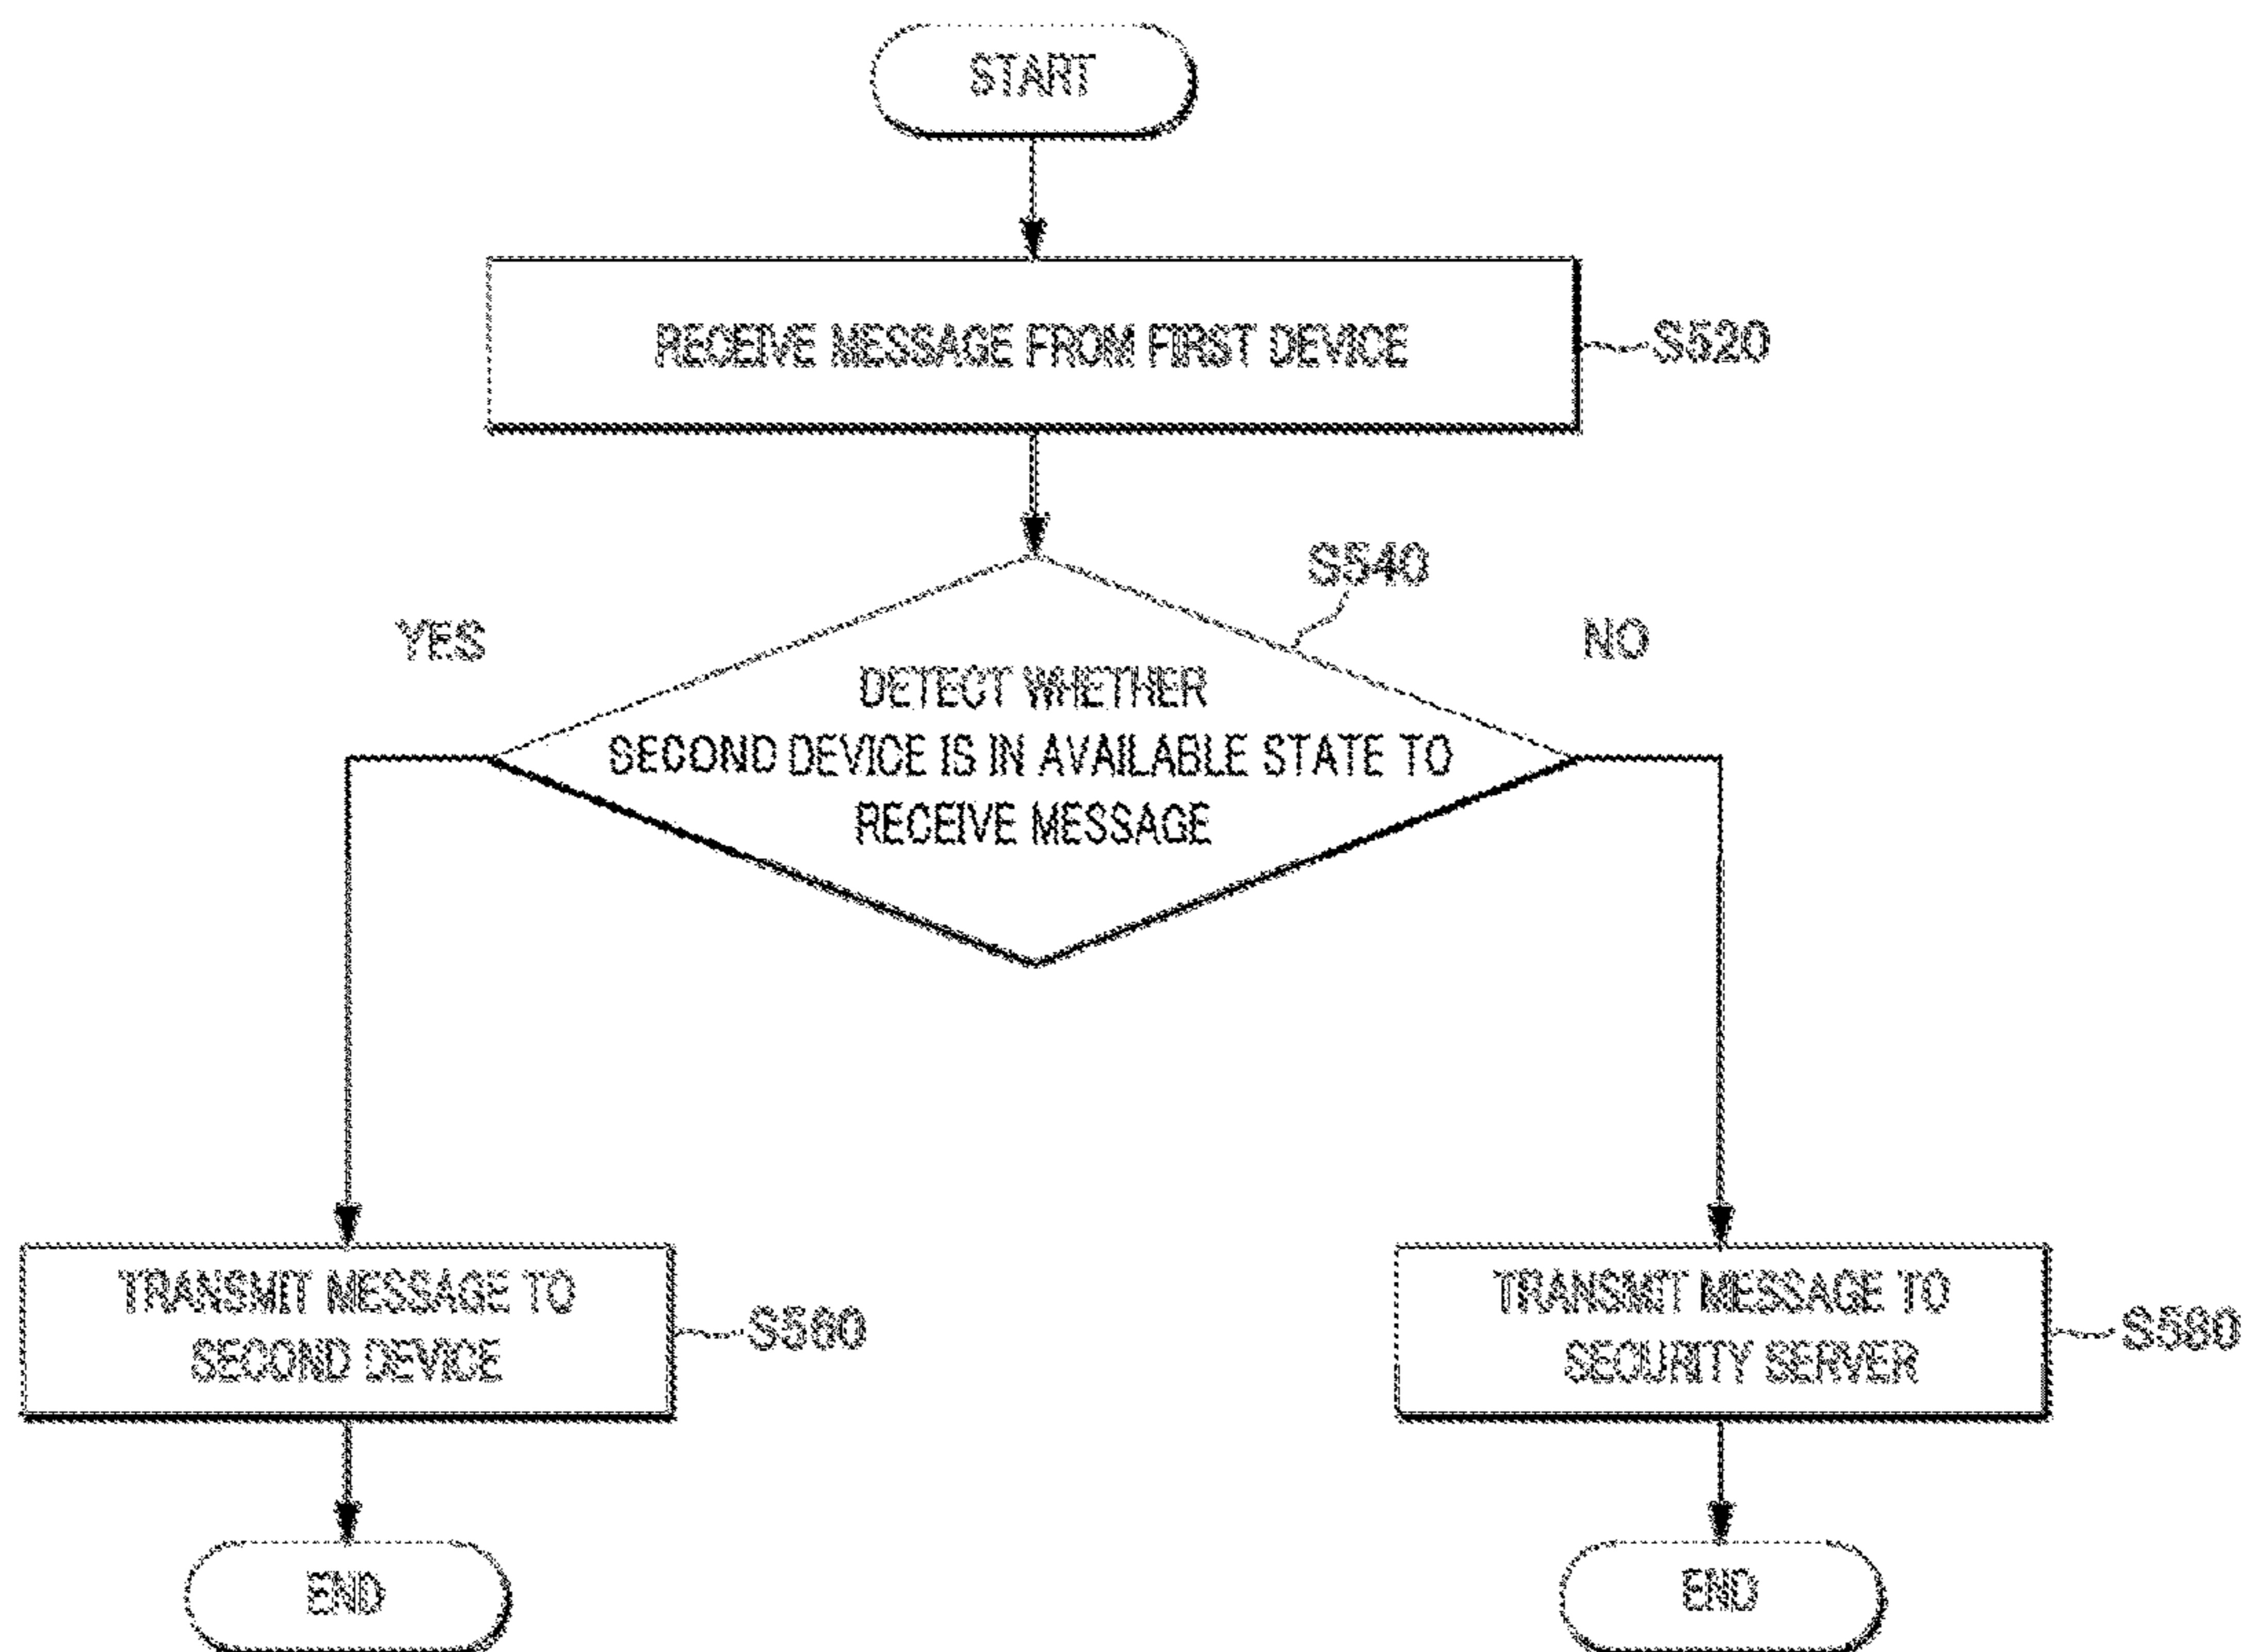 START
RECEIVE MESSAGE FROM FIRST DEVICE
S520
S540
YES
NO
DETECT WHETHER
SECOND DEVICE IS IN AVAILABLE STATE TO
RECEIVE MESSAGE
TRANSMIT MESSAGE TO
SECOND DEVICE
S560
TRANSMIT MESSAGE TO
SECURITY SERVER
S580
END
END